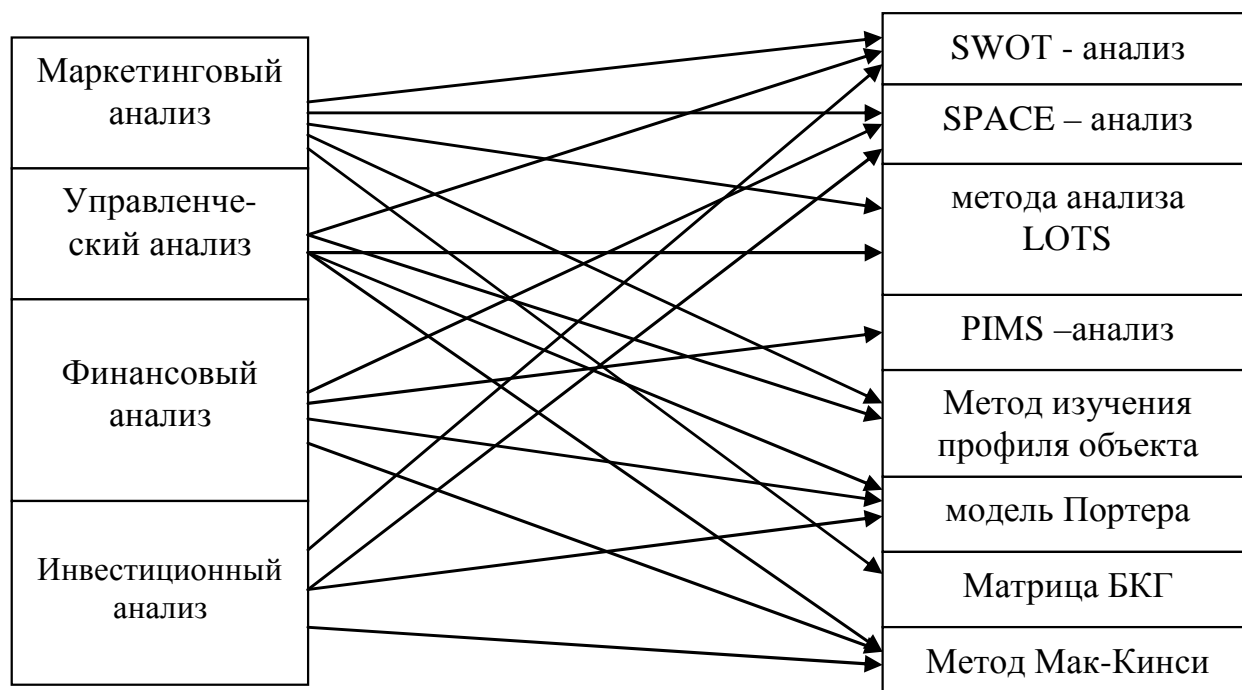 Маркетинговый
анализ
Управленче-
ский анализ
Финансовый
анализ
Инвестиционный
анализ
SWOT - анализ
SPACE – анализ
метода анализа
LOTS
PIMS –анализ
Метод изучения
профиля объекта
модель Портера
Матрица БКГ
Метод Мак-Кинси